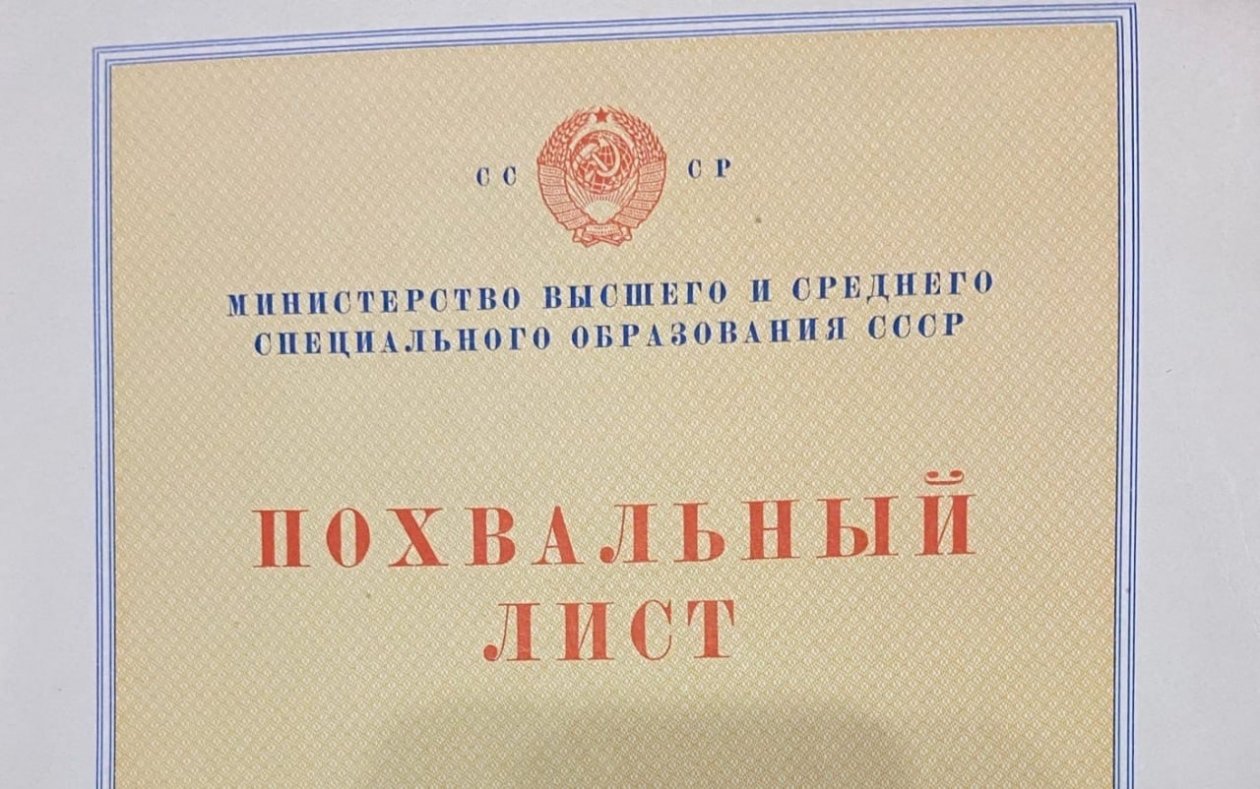 СС СР
МИНИСТЕРСТВО ВЫСШЕГО И СРЕДНЕГО
СПЕЦИАЛЬНОГО ОБРАЗОВАНИЯ СССР
ПОХВАЛЬНЫЙ
ЛИСТ